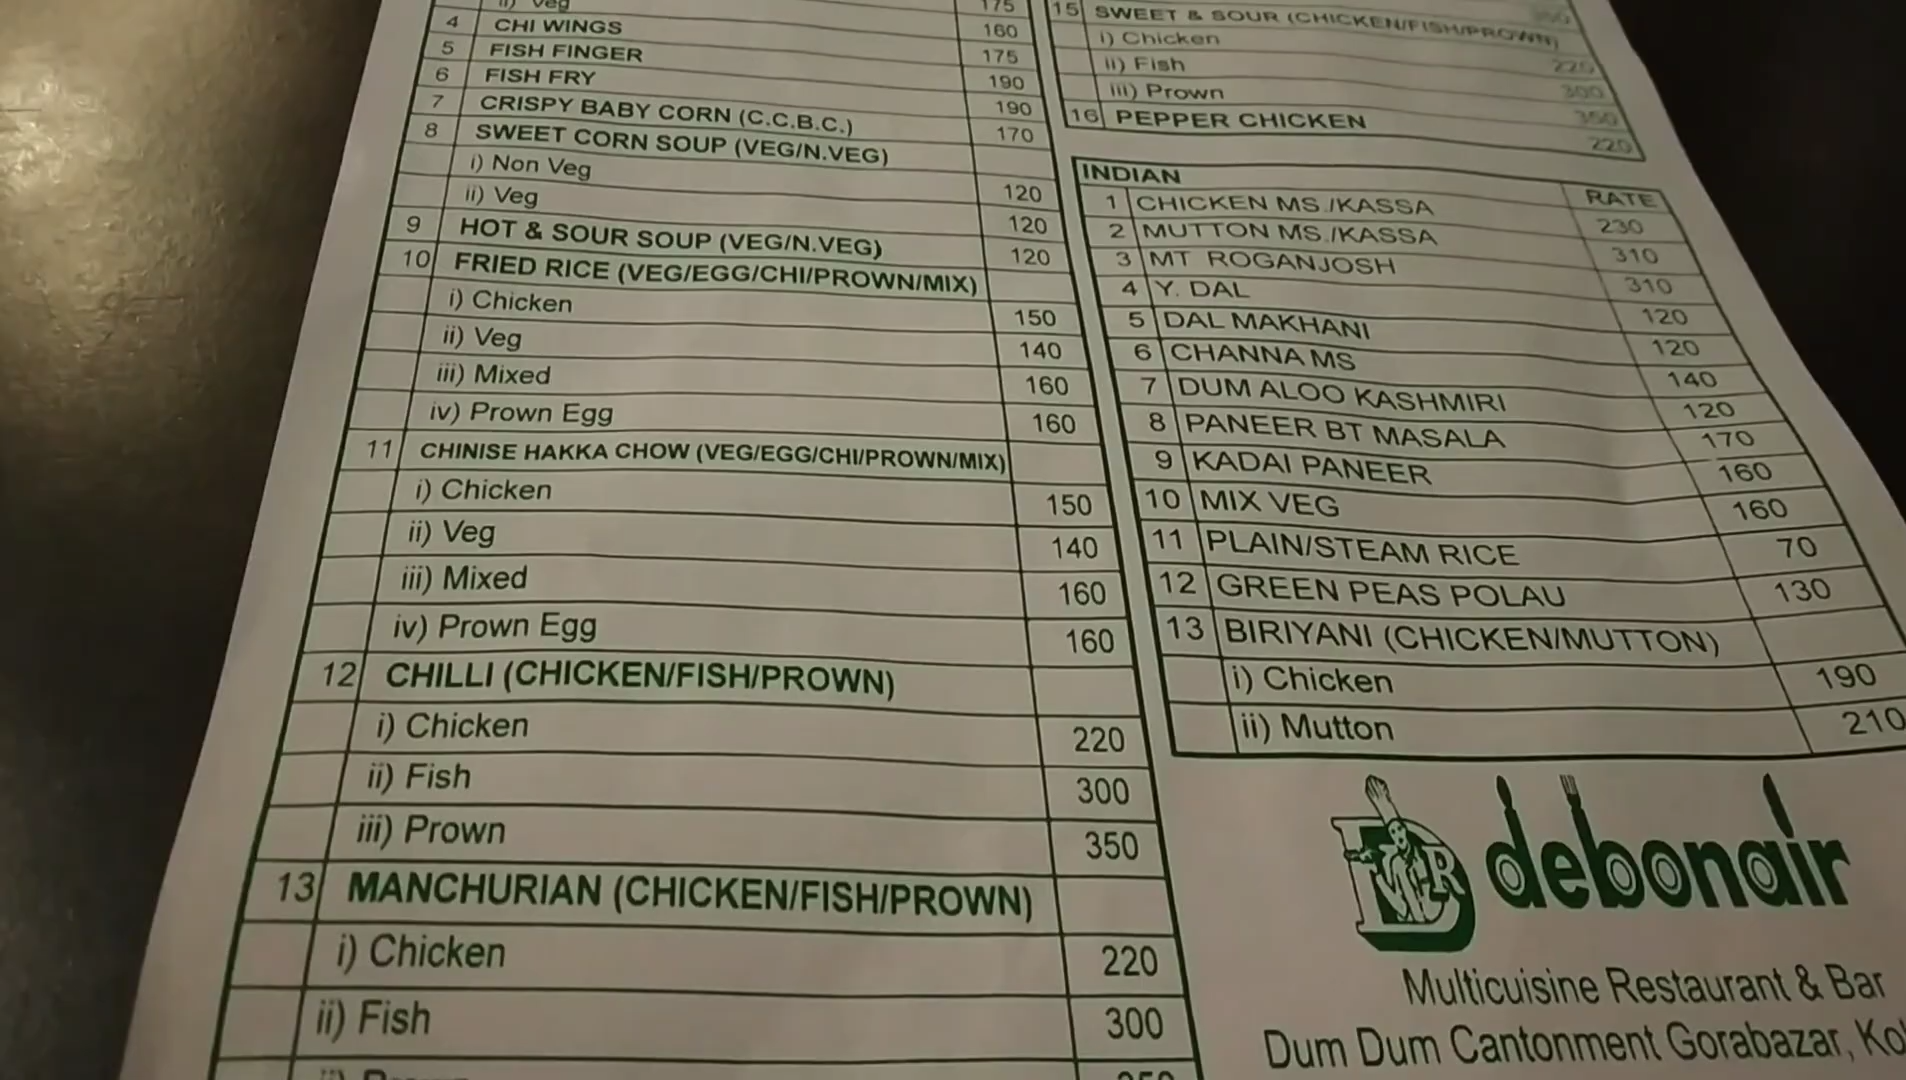 175
ii) Veg 160
4 CHI WINGS 175
5 FISH FINGER 190
6 FISH FRY 190
7 CRISPY BABY CORN (C.C.B.C.) 170
8 SWEET CORN SOUP (VEG/N.VEG)
i) Non Veg 120
ii) Veg 120
9 HOT & SOUR SOUP (VEG/N.VEG) 120
10 FRIED RICE (VEG/EGG/CHI/PROWN/MIX)
i) Chicken 150
ii) Veg 140
iii) Mixed 160
iv) Prown Egg 160
11 CHINISE HAKKA CHOW (VEG/EGG/CHI/PROWN/MIX)
i) Chicken 150
ii) Veg 140
iii) Mixed 160
iv) Prown Egg 160
12 CHILLI (CHICKEN/FISH/PROWN)
i) Chicken 220
ii) Fish 300
iii) Prown 350
13 MANCHURIAN (CHICKEN/FISH/PROWN)
i) Chicken 220
ii) Fish 300
15 SWEET & SOUR (CHICKEN/FISH/PROWN)
i) Chicken 220
ii) Fish 300
iii) Prown 350
16 PEPPER CHICKEN 220
INDIAN RATE
1 CHICKEN MS./KASSA 230
2 MUTTON MS./KASSA 310
3 MT ROGANJOSH 310
4 Y. DAL 120
5 DAL MAKHANI 120
6 CHANNA MS 140
7 DUM ALOO KASHMIRI 120
8 PANEER BT MASALA 170
9 KADAI PANEER 160
10 MIX VEG 160
11 PLAIN/STEAM RICE 70
12 GREEN PEAS POLAU 130
13 BIRIYANI (CHICKEN/MUTTON)
i) Chicken 190
ii) Mutton 210
debonair
Multicuisine Restaurant & Bar
Dum Dum Cantonment Gorabazar, Kol